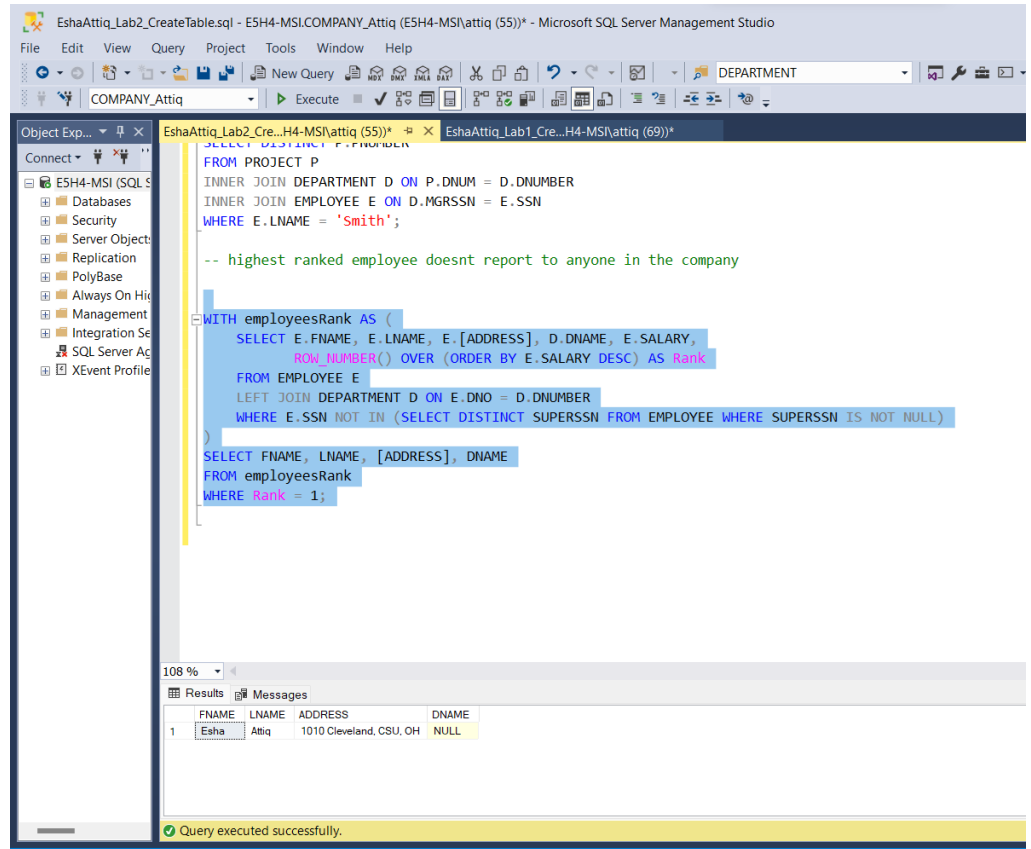 EshaAttiq_Lab2_CreateTable.sql - E5H4-MSI.COMPANY_Attiq (E5H4-MSI\attiq (55))* - Microsoft SQL Server Management Studio
File Edit View Query Project Tools Window Help
New Query MDX DMX XMLA DAX DEPARTMENT
COMPANY_Attiq Execute
Object Exp... EshaAttiq_Lab2_Cre...H4-MSI\attiq (55))* EshaAttiq_Lab1_Cre...H4-MSI\attiq (69))*
Connect
E5H4-MSI (SQL S
Databases
Security
Server Objects
Replication
PolyBase
Always On Hig
Management
Integration Se
SQL Server Ag
XEvent Profile
SELECT DISTINCT P.PNUMBER
FROM PROJECT P
INNER JOIN DEPARTMENT D ON P.DNUM = D.DNUMBER
INNER JOIN EMPLOYEE E ON D.MGRSSN = E.SSN
WHERE E.LNAME = 'Smith';
-- highest ranked employee doesnt report to anyone in the company
WITH employeesRank AS (
SELECT E.FNAME, E.LNAME, E.[ADDRESS], D.DNAME, E.SALARY,
ROW_NUMBER() OVER (ORDER BY E.SALARY DESC) AS Rank
FROM EMPLOYEE E
LEFT JOIN DEPARTMENT D ON E.DNO = D.DNUMBER
WHERE E.SSN NOT IN (SELECT DISTINCT SUPERSSN FROM EMPLOYEE WHERE SUPERSSN IS NOT NULL)
)
SELECT FNAME, LNAME, [ADDRESS], DNAME
FROM employeesRank
WHERE Rank = 1;
108 %
Results Messages
FNAME LNAME ADDRESS DNAME
1 Esha Attiq 1010 Cleveland, CSU, OH NULL
Query executed successfully.